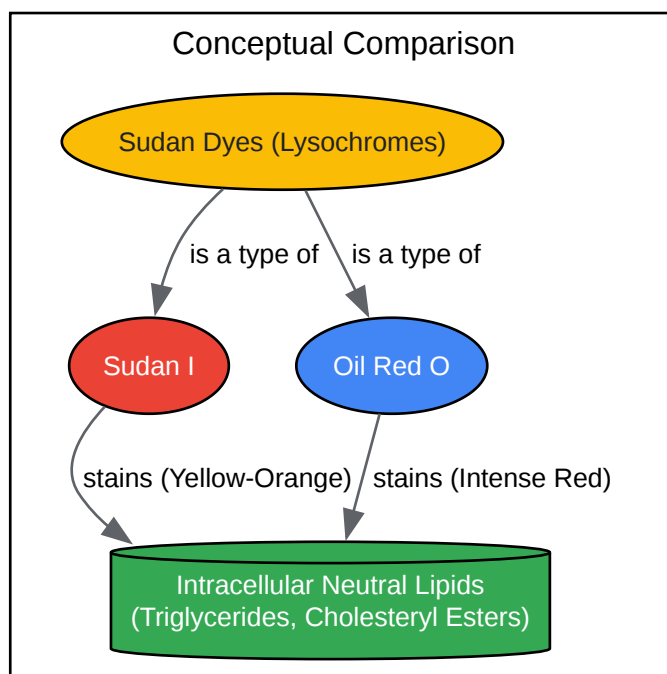 Conceptual Comparison
Sudan Dyes (Lysochromes)
is a type of
is a type of
Sudan I
Oil Red O
stains (Yellow-Orange)
stains (Intense Red)
Intracellular Neutral Lipids
(Triglycerides, Cholesteryl Esters)